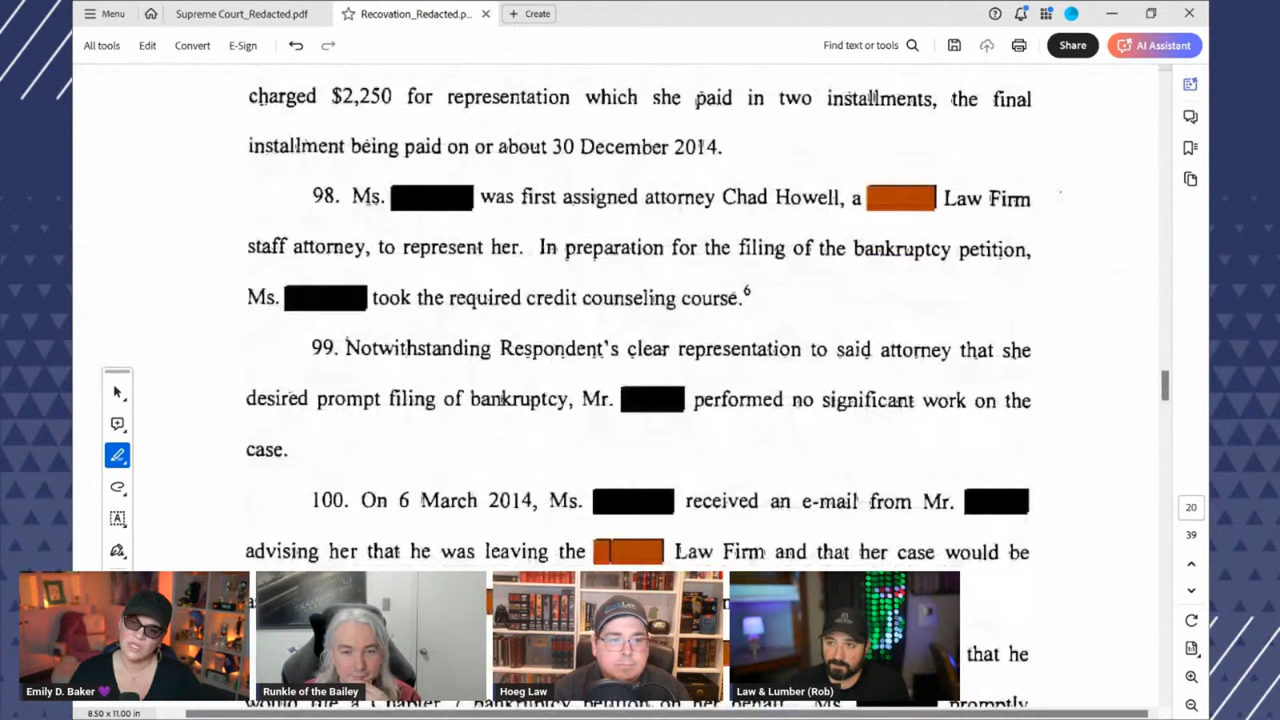 Menu
Supreme Court_Redacted.pdf
Recovation_Redacted.p...
Create
All tools
Edit
Convert
E-Sign
Find text or tools
Share
AI Assistant
charged $2,250 for representation which she paid in two installments, the final
installment being paid on or about 30 December 2014.
98. Ms. was first assigned attorney Chad Howell, a Law Firm
staff attorney, to represent her. In preparation for the filing of the bankruptcy petition,
Ms. took the required credit counseling course.6
99. Notwithstanding Respondent's clear representation to said attorney that she
desired prompt filing of bankruptcy, Mr. performed no significant work on the
case.
100. On 6 March 2014, Ms. received an e-mail from Mr.
advising her that he was leaving the Law Firm and that her case would be
that he
promptly
20
39
Emily D. Baker 💜
Runkle of the Bailey
Hoeg Law
Law & Lumber (Rob)
8.50 x 11.00 in